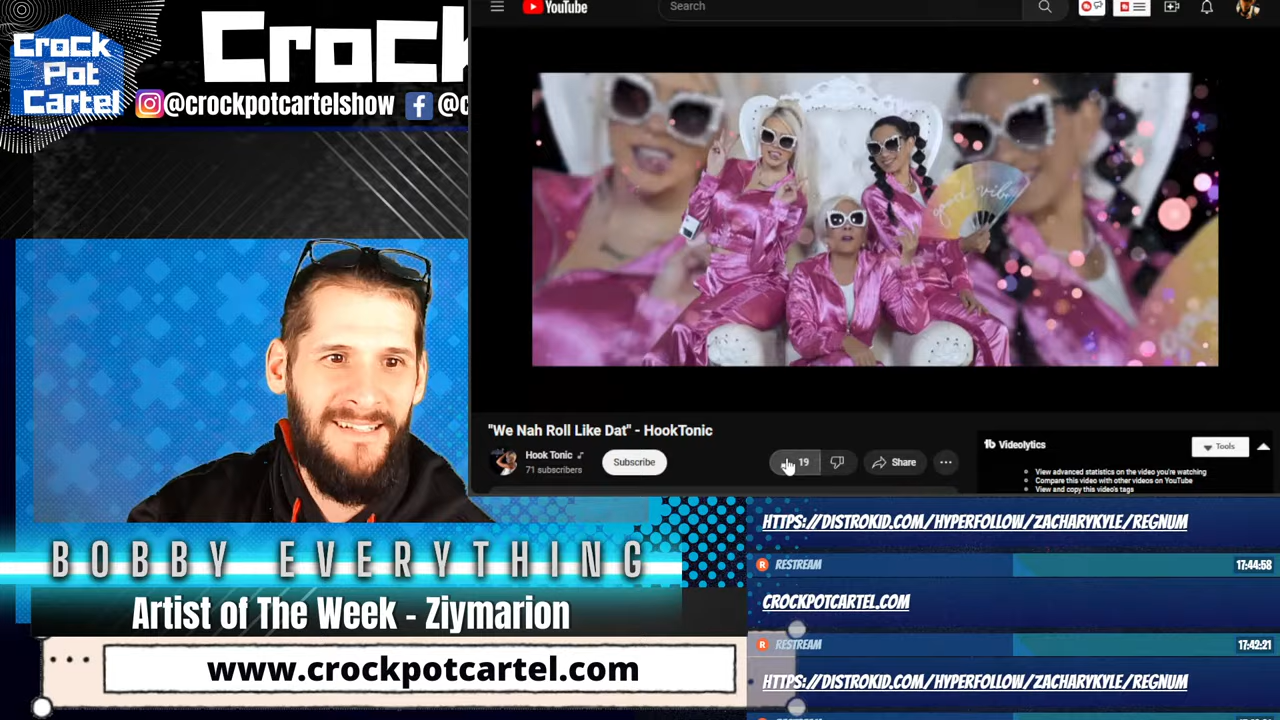 Crock
Pot
Cartel
Crock
@crockpotcartelshow
YouTube
Search
good vibe
"We Nah Roll Like Dat" - HookTonic
Hook Tonic
71 subscribers
Subscribe
19
Share
Videolytics
Tools
View advanced statistics on the video you're watching
Compare this video with other videos on YouTube
View and copy this video's tags
HTTPS://DISTROKID.COM/HYPERFOLLOW/ZACHARYKYLE/REGNUM
RESTREAM
17:44:58
CROCKPOTCARTEL.COM
RESTREAM
17:42:21
HTTPS://DISTROKID.COM/HYPERFOLLOW/ZACHARYKYLE/REGNUM
BOBBY EVERYTHING
Artist of The Week - Ziymarion
www.crockpotcartel.com